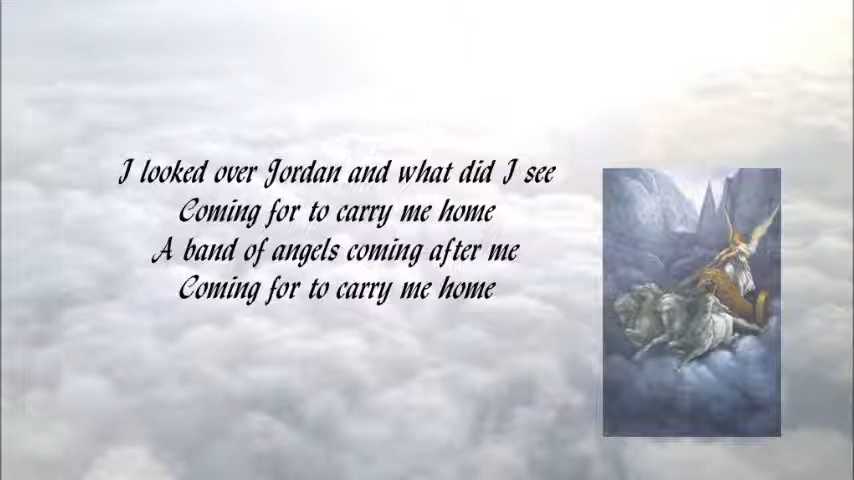 I looked over Jordan and what did I see
Coming for to carry me home
A band of angels coming after me
Coming for to carry me home